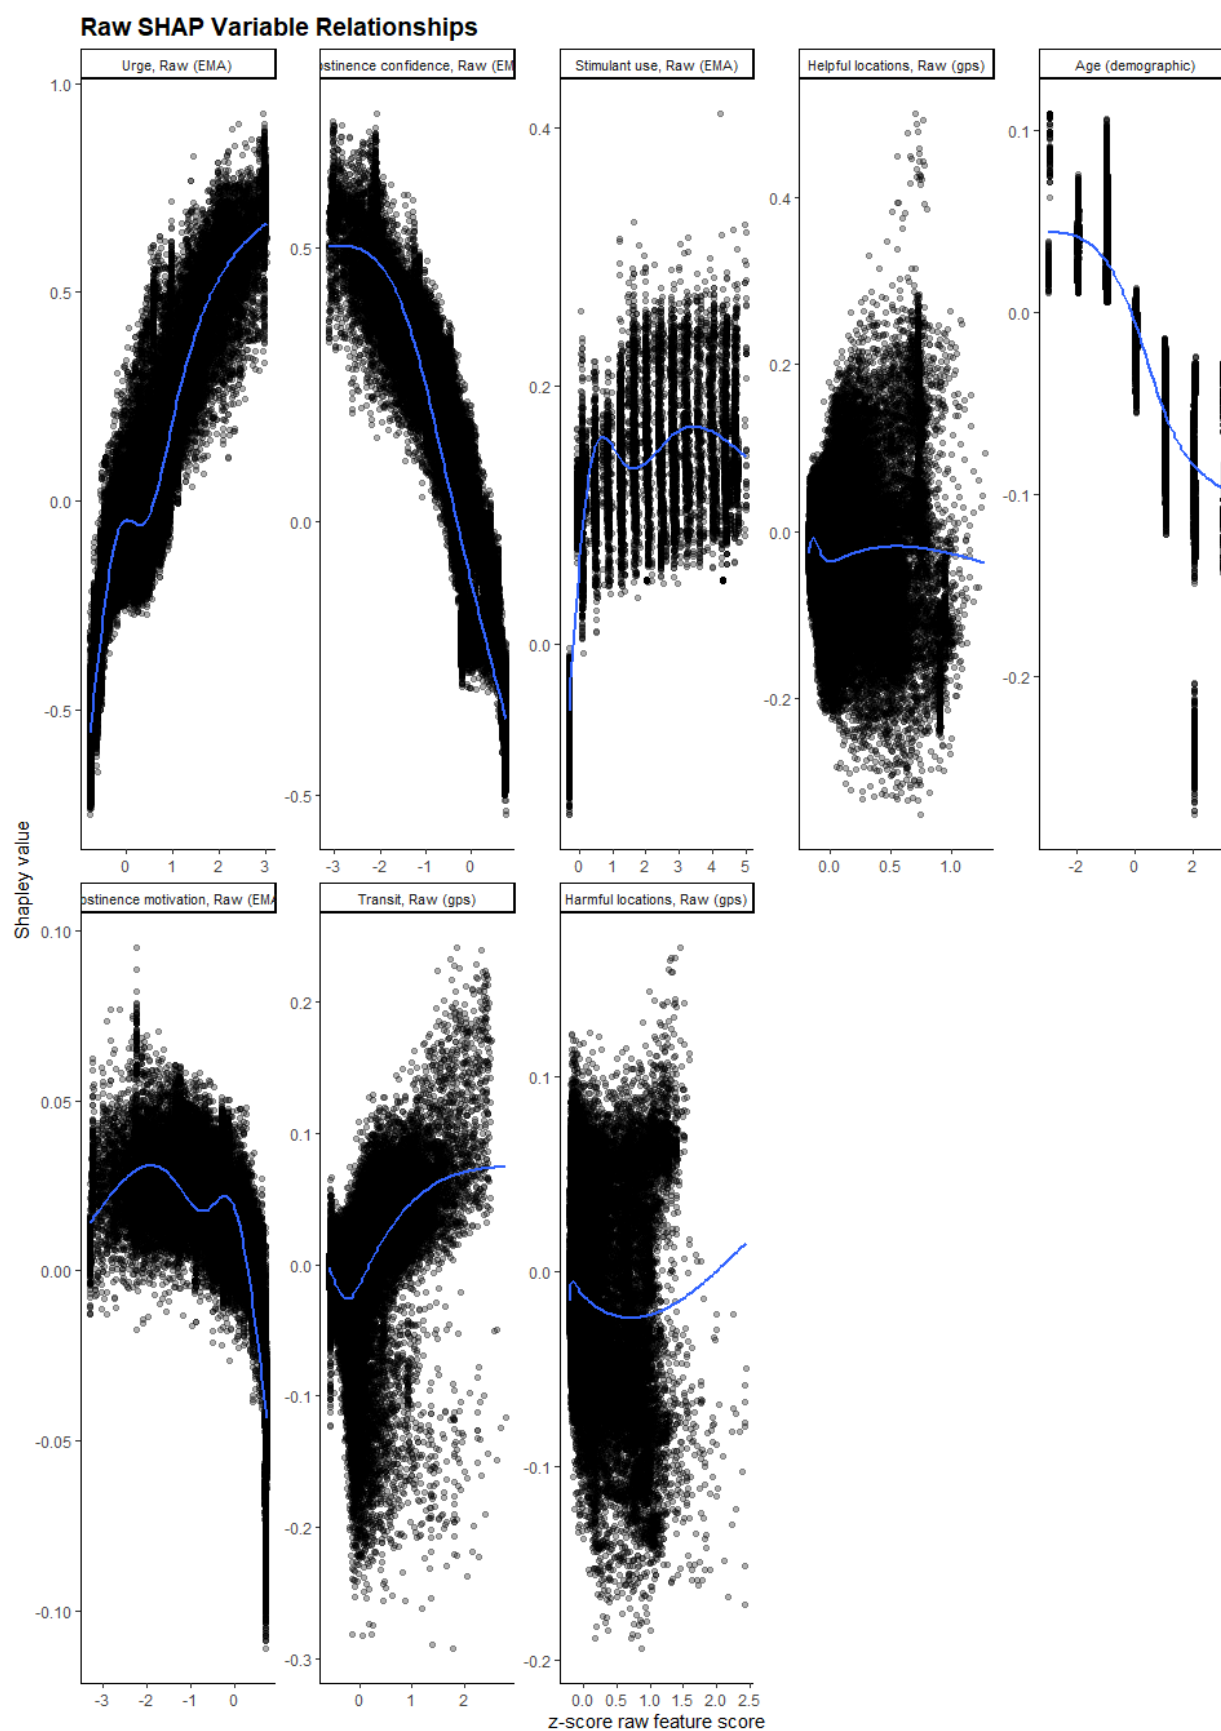 Raw SHAP Variable Relationships
Urge, Raw (EMA)
ostinence confidence, Raw (EM
Stimulant use, Raw (EMA)
Helpful locations, Raw (gps)
Age (demographic)
1.0
0.5
0.0
-0.5
0.5
0.0
-0.5
0.4
0.2
0.0
0.4
0.2
0.0
-0.2
0.1
0.0
-0.1
-0.2
0 1 2 3
-3 -2 -1 0
0 1 2 3 4 5
0.0 0.5 1.0
-2 0 2
Shapley value
ostinence motivation, Raw (EMA
Transit, Raw (gps)
Harmful locations, Raw (gps)
0.10
0.05
0.00
-0.05
-0.10
0.2
0.1
0.0
-0.1
-0.2
-0.3
0.1
0.0
-0.1
-0.2
-3 -2 -1 0
0 1 2
0.0 0.5 1.0 1.5 2.0 2.5
z-score raw feature score